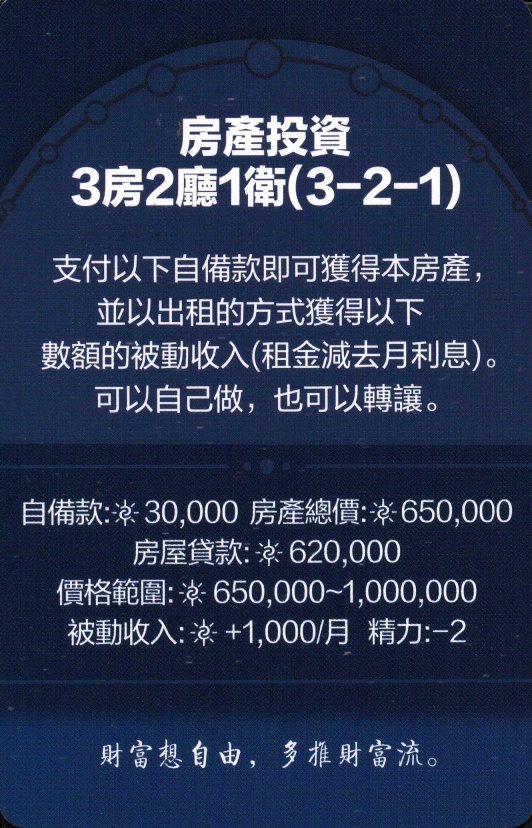 房產投資
3房2廳1衛(3-2-1)
支付以下自備款即可獲得本房產，
並以出租的方式獲得以下
數額的被動收入(租金減去月利息)。
可以自己做，也可以轉讓。
自備款: 30,000 房產總價: 650,000
房屋貸款: 620,000
價格範圍: 650,000~1,000,000
被動收入: +1,000/月 精力:-2
財富想自由，多推財富流。